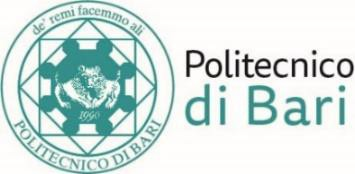 de' remi facemmo ali
1990
POLITECNICO DI BARI
Politecnico
di Bari